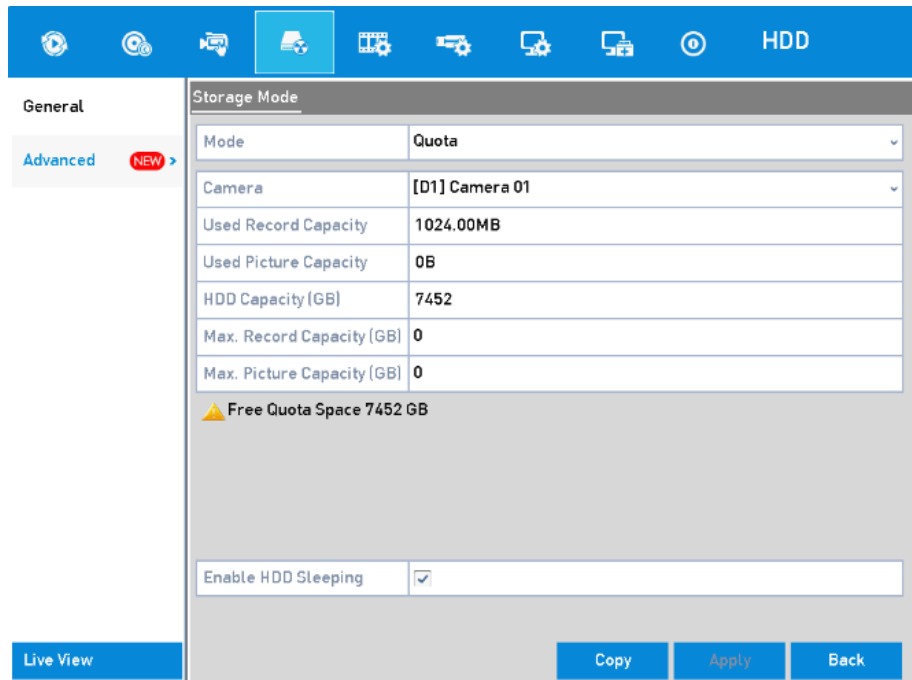 HDD
General
Advanced NEW >
Storage Mode
Mode Quota
Camera [D1] Camera 01
Used Record Capacity 1024.00MB
Used Picture Capacity 0B
HDD Capacity (GB) 7452
Max. Record Capacity (GB) 0
Max. Picture Capacity (GB) 0
Free Quota Space 7452 GB
Enable HDD Sleeping
Live View Copy Apply Back